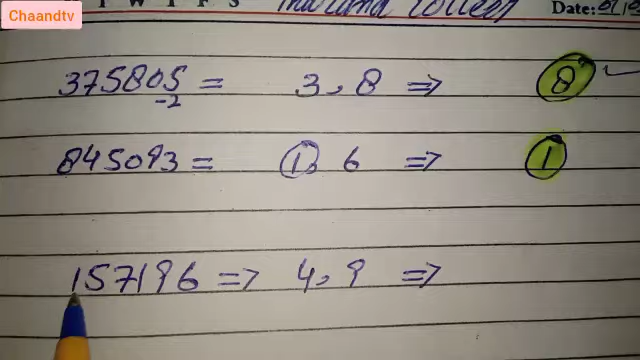 Chaandtv
T W T F S Date:
375805 = 3, 8 ⇒ 8
-2
845093 = 1, 6 ⇒ 1
157196 ⇒ 4, 9 ⇒